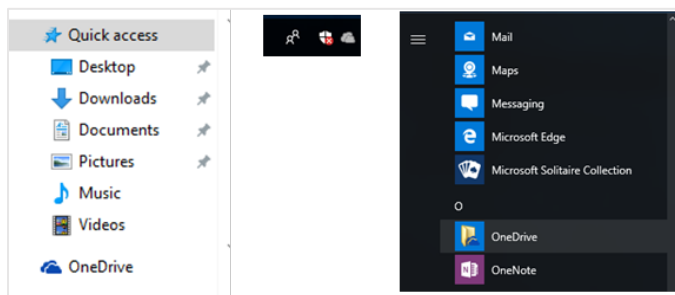 Quick access
Desktop
Downloads
Documents
Pictures
Music
Videos
OneDrive
Mail
Maps
Messaging
Microsoft Edge
Microsoft Solitaire Collection
O
OneDrive
OneNote